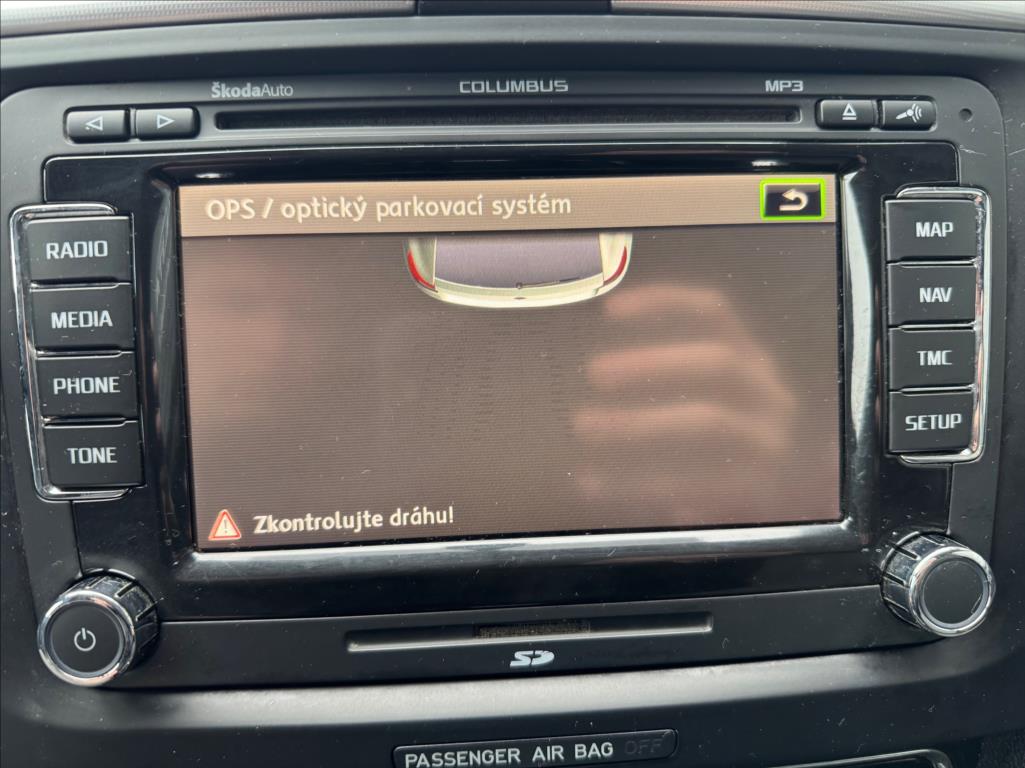 ŠkodaAuto
COLUMBUS
MP3
OPS / optický parkovací systém
RADIO
MEDIA
PHONE
TONE
MAP
NAV
TMC
SETUP
Zkontrolujte dráhu!
SD
PASSENGER AIR BAG OFF